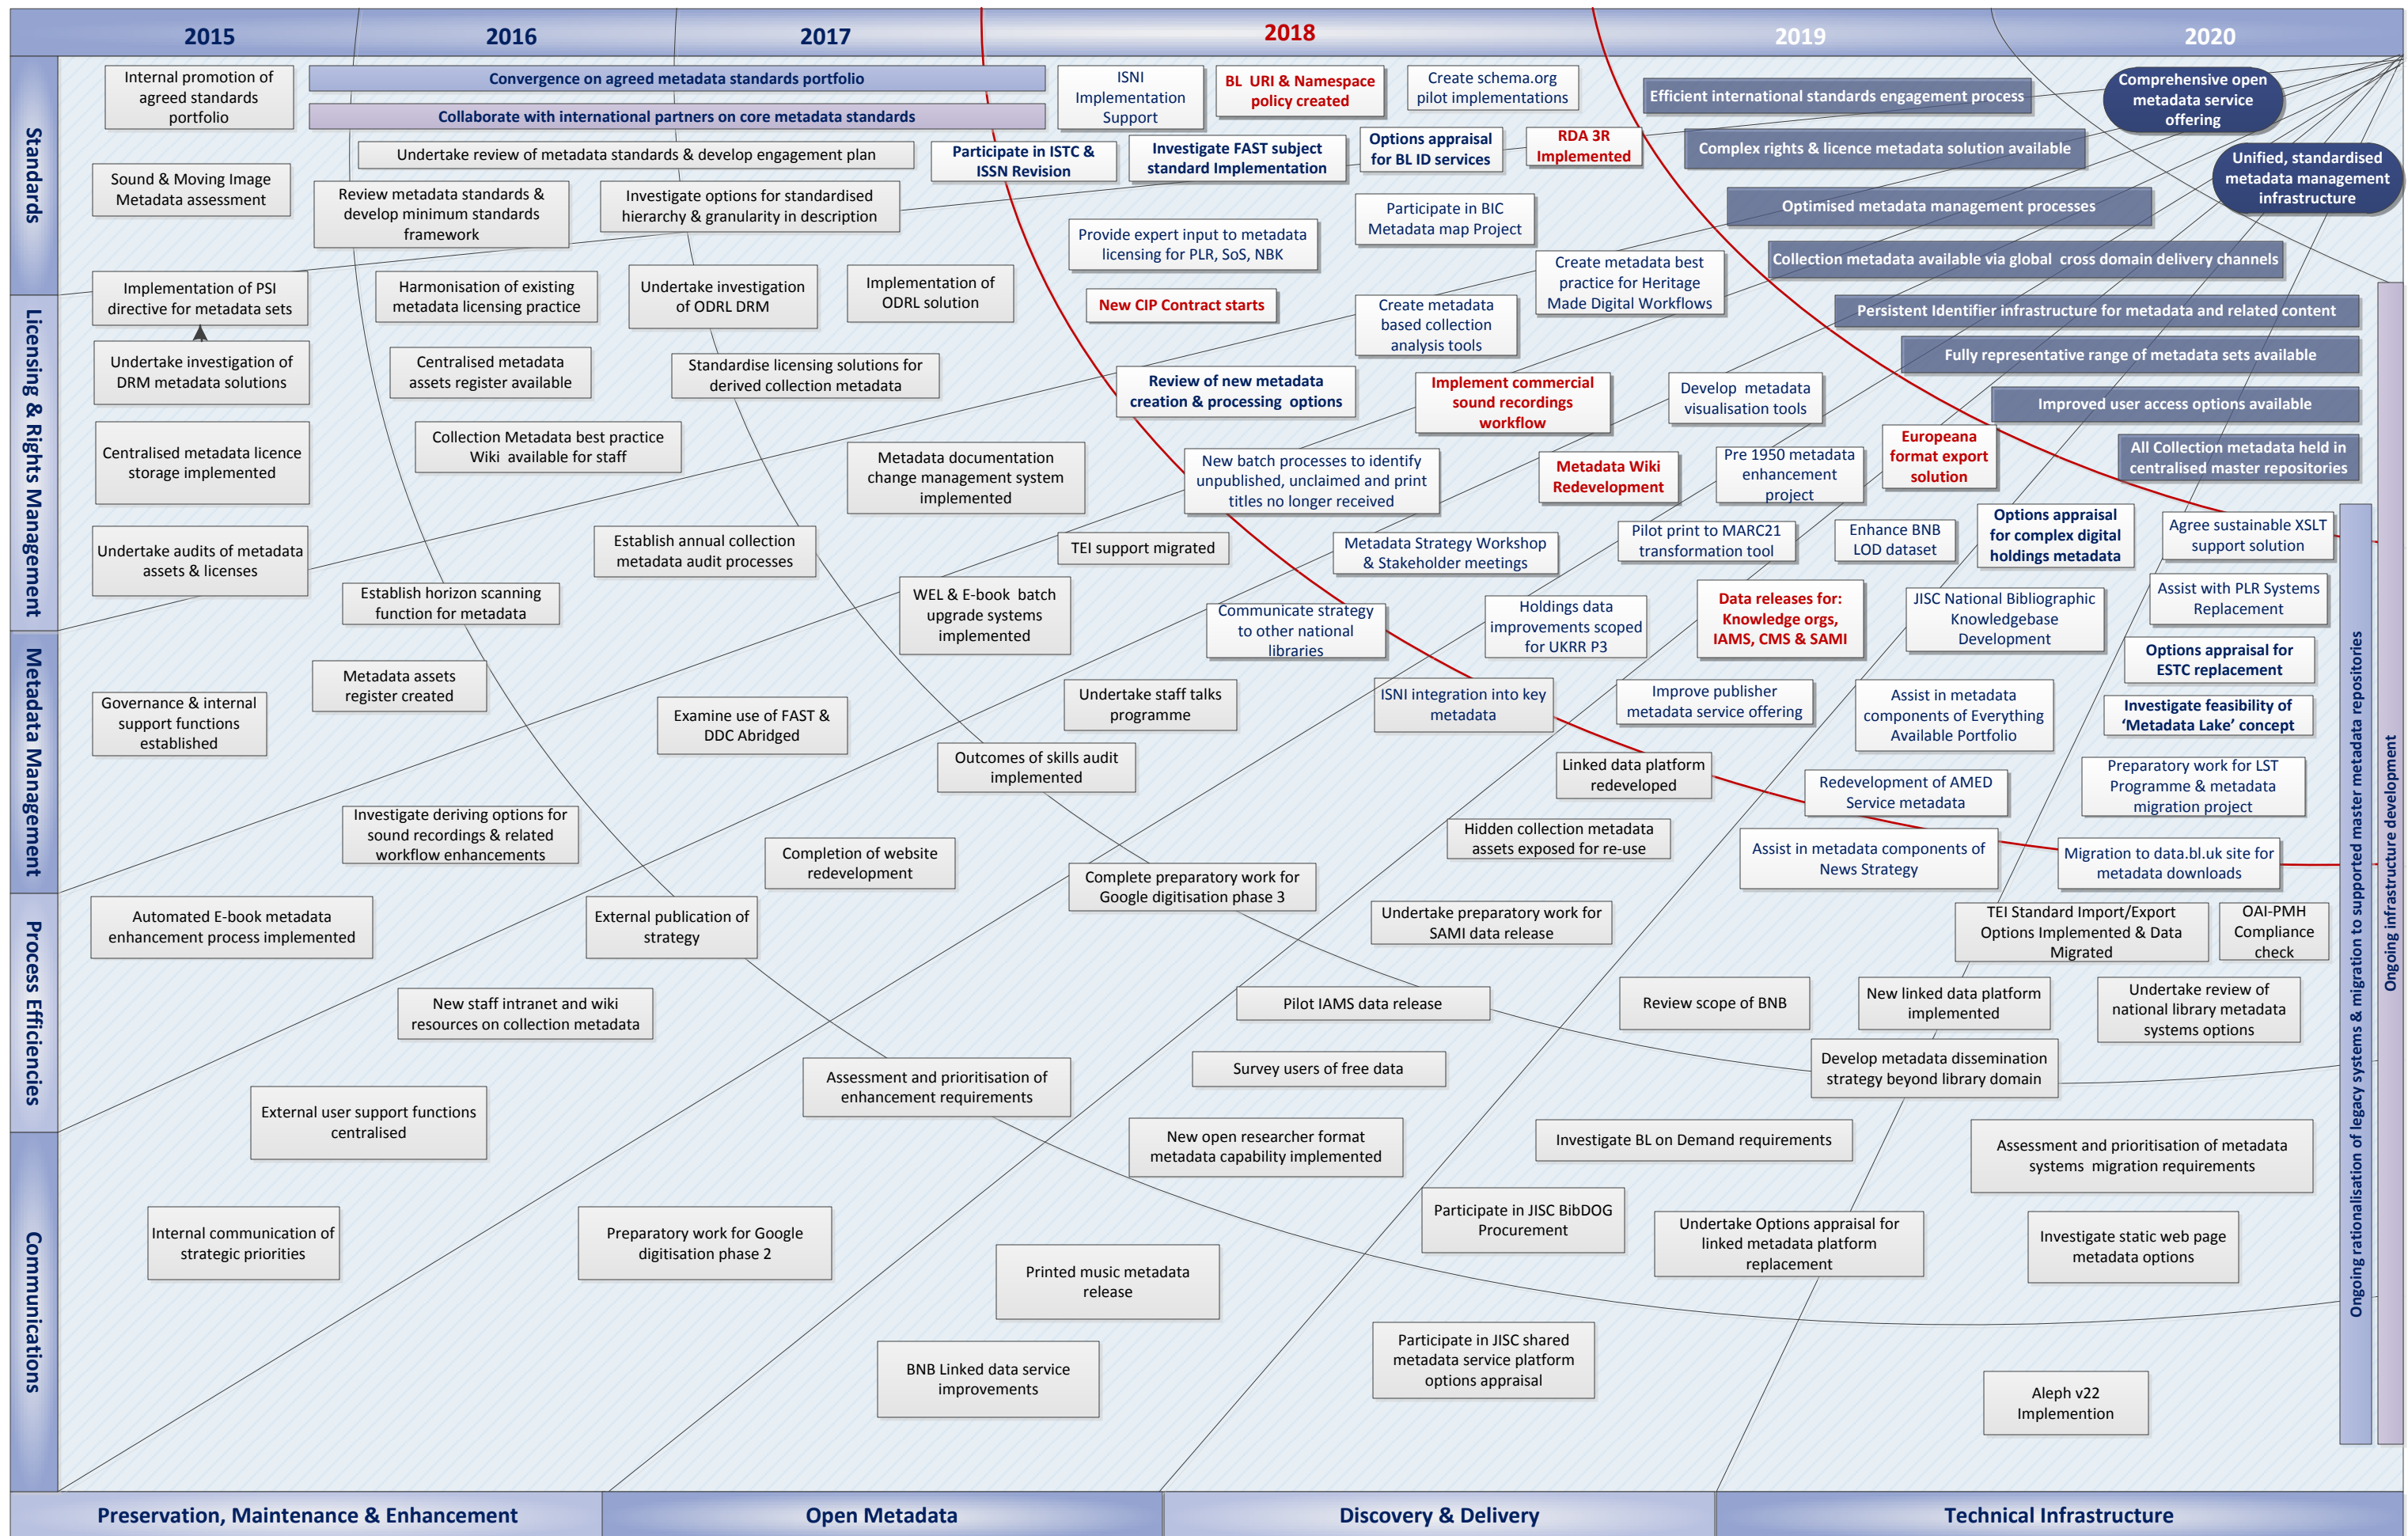 2015
2016
2017
2018
2019
2020
Standards
Licensing & Rights Management
Metadata Management
Process Efficiencies
Communications
Internal promotion of
agreed standards
portfolio
Convergence on agreed metadata standards portfolio
Collaborate with international partners on core metadata standards
ISNI
Implementation
Support
BL URI & Namespace
policy created
Create schema.org
pilot implementations
Efficient international standards engagement process
Comprehensive open
metadata service
offering
Undertake review of metadata standards & develop engagement plan
Participate in ISTC &
ISSN Revision
Investigate FAST subject
standard Implementation
Options appraisal
for BL ID services
RDA 3R
Implemented
Complex rights & licence metadata solution available
Unified, standardised
metadata management
infrastructure
Sound & Moving Image
Metadata assessment
Review metadata standards &
develop minimum standards
framework
Investigate options for standardised
hierarchy & granularity in description
Provide expert input to metadata
licensing for PLR, SoS, NBK
Participate in BIC
Metadata map Project
Optimised metadata management processes
Collection metadata available via global cross domain delivery channels
Implementation of PSI
directive for metadata sets
Harmonisation of existing
metadata licensing practice
Undertake investigation
of ODRL DRM
Implementation of
ODRL solution
New CIP Contract starts
Create metadata
based collection
analysis tools
Create metadata best
practice for Heritage
Made Digital Workflows
Persistent Identifier infrastructure for metadata and related content
Undertake investigation of
DRM metadata solutions
Centralised metadata
assets register available
Standardise licensing solutions for
derived collection metadata
Review of new metadata
creation & processing options
Implement commercial
sound recordings
workflow
Develop metadata
visualisation tools
Fully representative range of metadata sets available
Improved user access options available
Europeana
format export
solution
All Collection metadata held in
centralised master repositories
Centralised metadata licence
storage implemented
Collection Metadata best practice
Wiki available for staff
Metadata documentation
change management system
implemented
New batch processes to identify
unpublished, unclaimed and print
titles no longer received
Metadata Wiki
Redevelopment
Pre 1950 metadata
enhancement
project
Undertake audits of metadata
assets & licenses
Establish annual collection
metadata audit processes
TEI support migrated
Metadata Strategy Workshop
& Stakeholder meetings
Pilot print to MARC21
transformation tool
Enhance BNB
LOD dataset
Options appraisal
for complex digital
holdings metadata
Agree sustainable XSLT
support solution
Establish horizon scanning
function for metadata
WEL & E-book batch
upgrade systems
implemented
Communicate strategy
to other national
libraries
Holdings data
improvements scoped
for UKRR P3
Data releases for:
Knowledge orgs,
IAMS, CMS & SAMI
JISC National Bibliographic
Knowledgebase
Development
Assist with PLR Systems
Replacement
Options appraisal for
ESTC replacement
Metadata assets
register created
Governance & internal
support functions
established
Examine use of FAST &
DDC Abridged
Undertake staff talks
programme
ISNI integration into key
metadata
Improve publisher
metadata service offering
Assist in metadata
components of Everything
Available Portfolio
Investigate feasibility of
‘Metadata Lake’ concept
Outcomes of skills audit
implemented
Linked data platform
redeveloped
Redevelopment of AMED
Service metadata
Preparatory work for LST
Programme & metadata
migration project
Investigate deriving options for
sound recordings & related
workflow enhancements
Completion of website
redevelopment
Complete preparatory work for
Google digitisation phase 3
Hidden collection metadata
assets exposed for re-use
Assist in metadata components of
News Strategy
Migration to data.bl.uk site for
metadata downloads
Automated E-book metadata
enhancement process implemented
External publication of
strategy
Undertake preparatory work for
SAMI data release
TEI Standard Import/Export
Options Implemented & Data
Migrated
OAI-PMH
Compliance
check
New staff intranet and wiki
resources on collection metadata
Pilot IAMS data release
Review scope of BNB
New linked data platform
implemented
Undertake review of
national library metadata
systems options
External user support functions
centralised
Assessment and prioritisation of
enhancement requirements
Survey users of free data
Develop metadata dissemination
strategy beyond library domain
New open researcher format
metadata capability implemented
Investigate BL on Demand requirements
Assessment and prioritisation of metadata
systems migration requirements
Internal communication of
strategic priorities
Preparatory work for Google
digitisation phase 2
Printed music metadata
release
Participate in JISC BibDOG
Procurement
Undertake Options appraisal for
linked metadata platform
replacement
Investigate static web page
metadata options
BNB Linked data service
improvements
Participate in JISC shared
metadata service platform
options appraisal
Aleph v22
Implemention
Ongoing rationalisation of legacy systems & migration to supported master metadata repositories
Ongoing infrastructure development
Preservation, Maintenance & Enhancement
Open Metadata
Discovery & Delivery
Technical Infrastructure